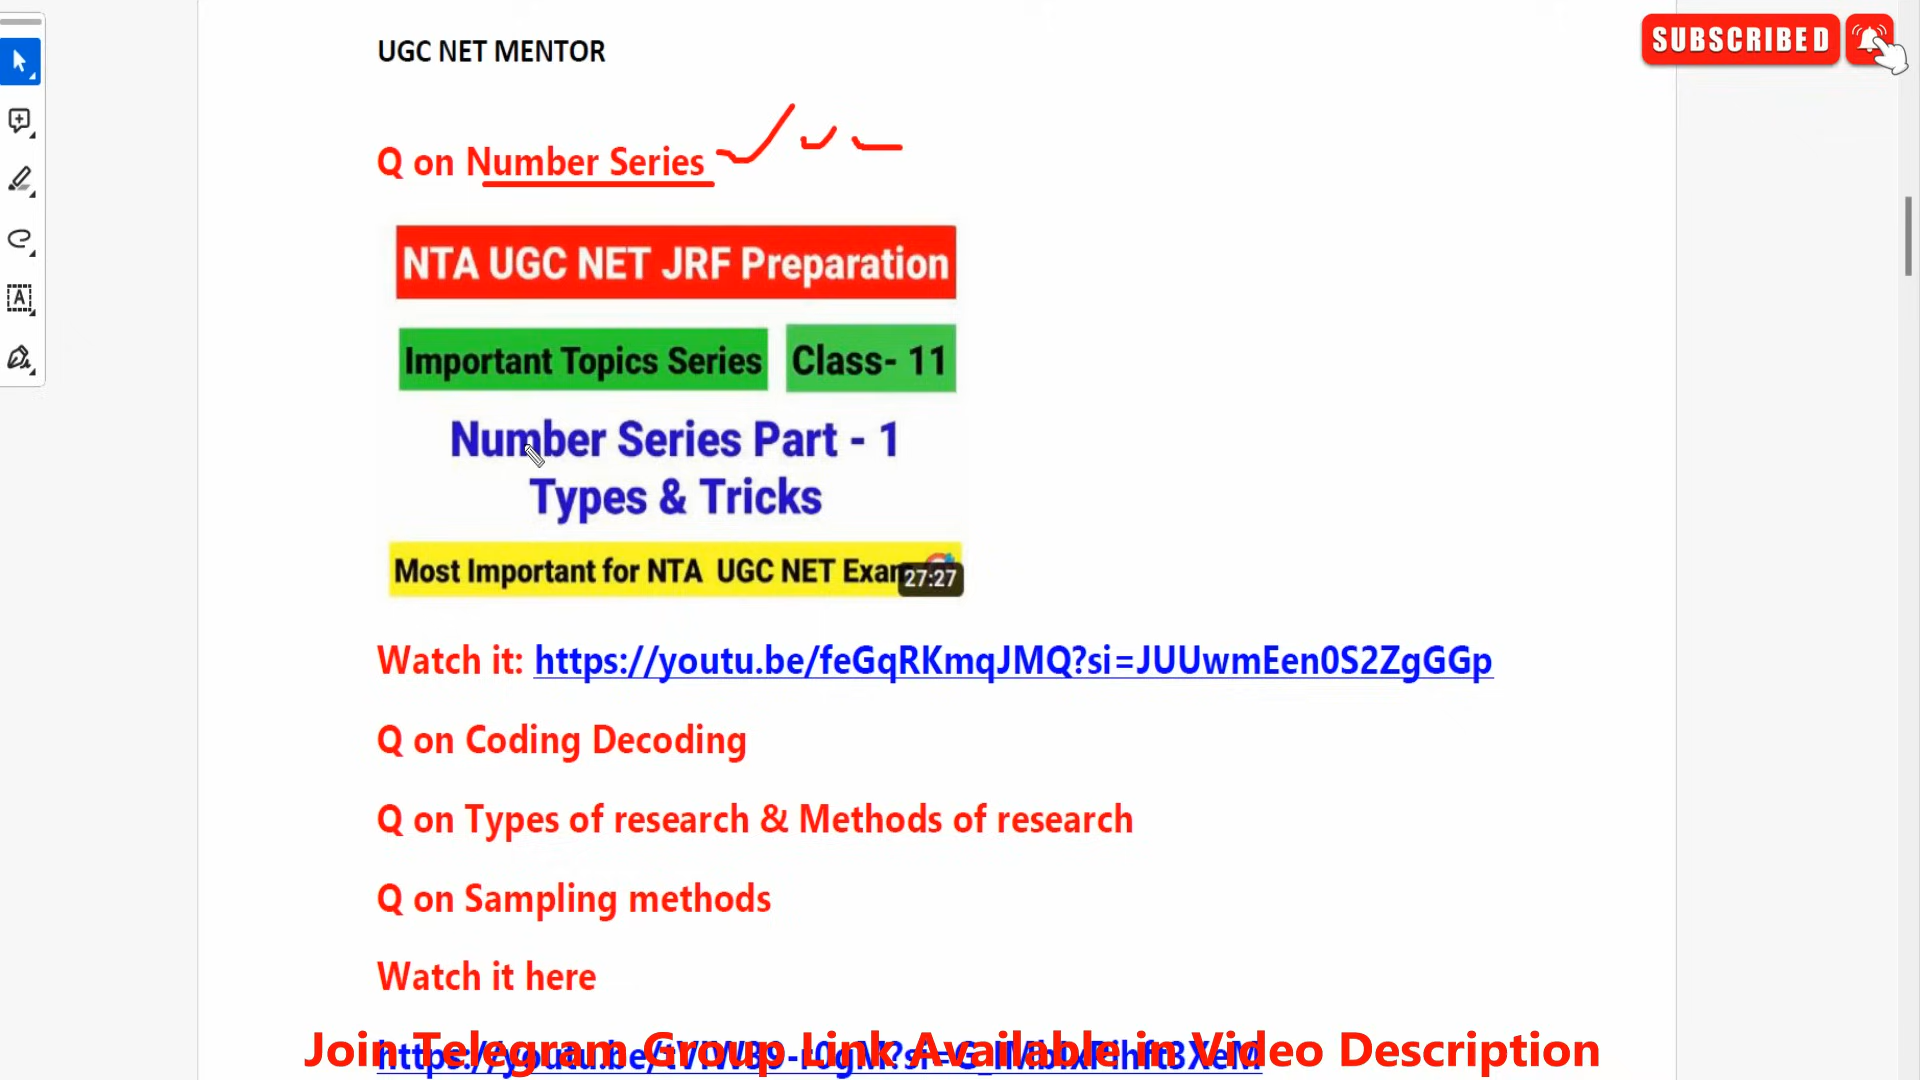 UGC NET MENTOR
SUBSCRIBED
Q on Number Series
NTA UGC NET JRF Preparation
Important Topics Series
Class- 11
Number Series Part - 1
Types & Tricks
Most Important for NTA UGC NET Exam
27:27
Watch it: https://youtu.be/feGqRKmqJMQ?si=JUUwmEen0S2ZgGGp
Q on Coding Decoding
Q on Types of research & Methods of research
Q on Sampling methods
Watch it here
Join Telegram Group Link Available in Video Description